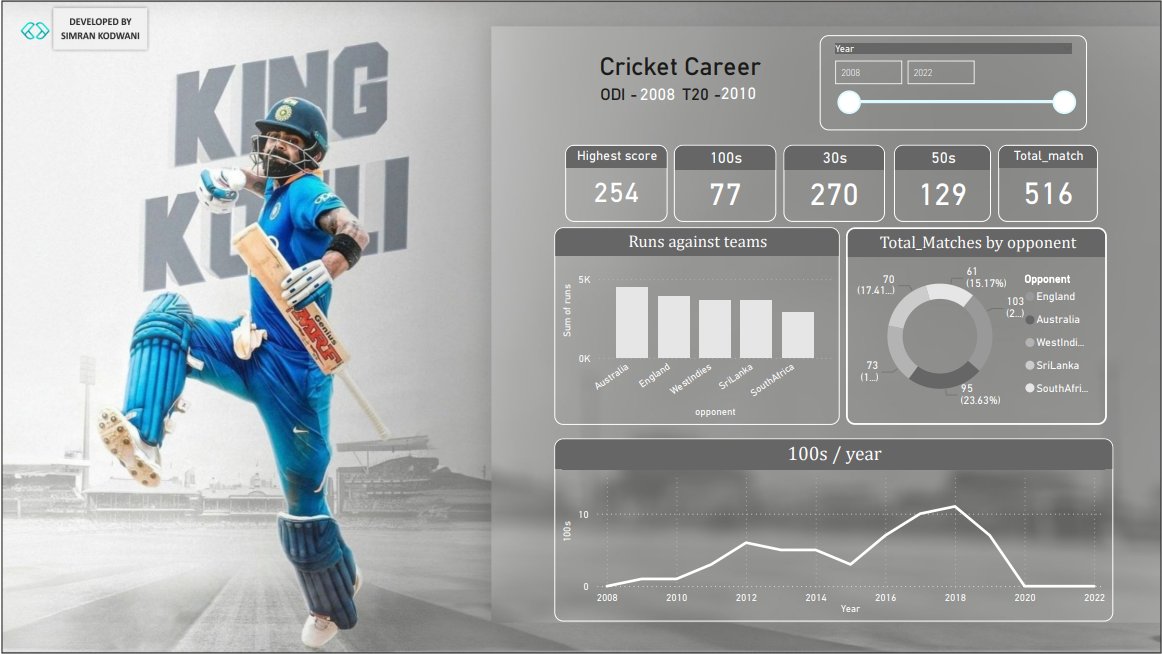 DEVELOPED BY
SIMRAN KODWANI
KING
Cricket Career
ODI - 2008 T20 -2010
Year
2008
2022
Highest score
254
100s
77
30s
270
50s
129
Total_match
516
Runs against teams
Sum of runs
5K
0K
Australia
England
WestIndies
SriLanka
SouthAfrica
opponent
Total_Matches by opponent
61
(15.17%)
103
(2...)
95
(23.63%)
73
(1...)
70
(17.41...)
Opponent
England
Australia
WestIndi...
SriLanka
SouthAfri...
Genius
MRF
100s / year
100s
10
0
2008
2010
2012
2014
2016
2018
2020
2022
Year